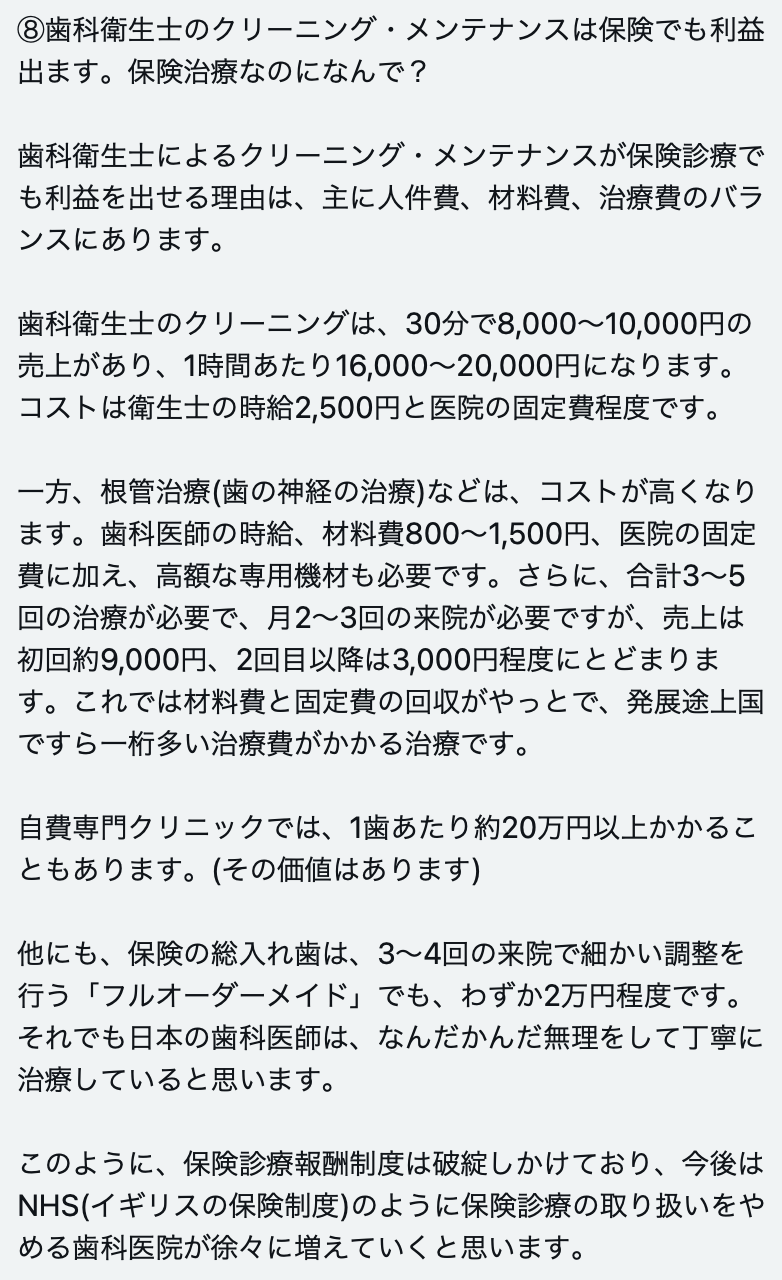 ⑧歯科衛生士のクリーニング・メンテナンスは保険でも利益
出ます。保険治療なのになんで？
歯科衛生士によるクリーニング・メンテナンスが保険診療で
も利益を出せる理由は、主に人件費、材料費、治療費のバラ
ンスにあります。
歯科衛生士のクリーニングは、30分で8,000〜10,000円の
売上があり、1時間あたり16,000〜20,000円になります。
コストは衛生士の時給2,500円と医院の固定費程度です。
一方、根管治療(歯の神経の治療)などは、コストが高くなり
ます。歯科医師の時給、材料費800〜1,500円、医院の固定
費に加え、高額な専用機材も必要です。さらに、合計3〜5
回の治療が必要で、月2〜3回の来院が必要ですが、売上は
初回約9,000円、2回目以降は3,000円程度にとどまりま
す。これでは材料費と固定費の回収がやっとで、発展途上国
ですら一桁多い治療費がかかる治療です。
自費専門クリニックでは、1歯あたり約20万円以上かかるこ
ともあります。(その価値はあります)
他にも、保険の総入れ歯は、3〜4回の来院で細かい調整を
行う「フルオーダーメイド」でも、わずか2万円程度です。
それでも日本の歯科医師は、なんだかんだ無理をして丁寧に
治療していると思います。
このように、保険診療報酬制度は破綻しかけており、今後は
NHS(イギリスの保険制度)のように保険診療の取り扱いをや
める歯科医院が徐々に増えていくと思います。